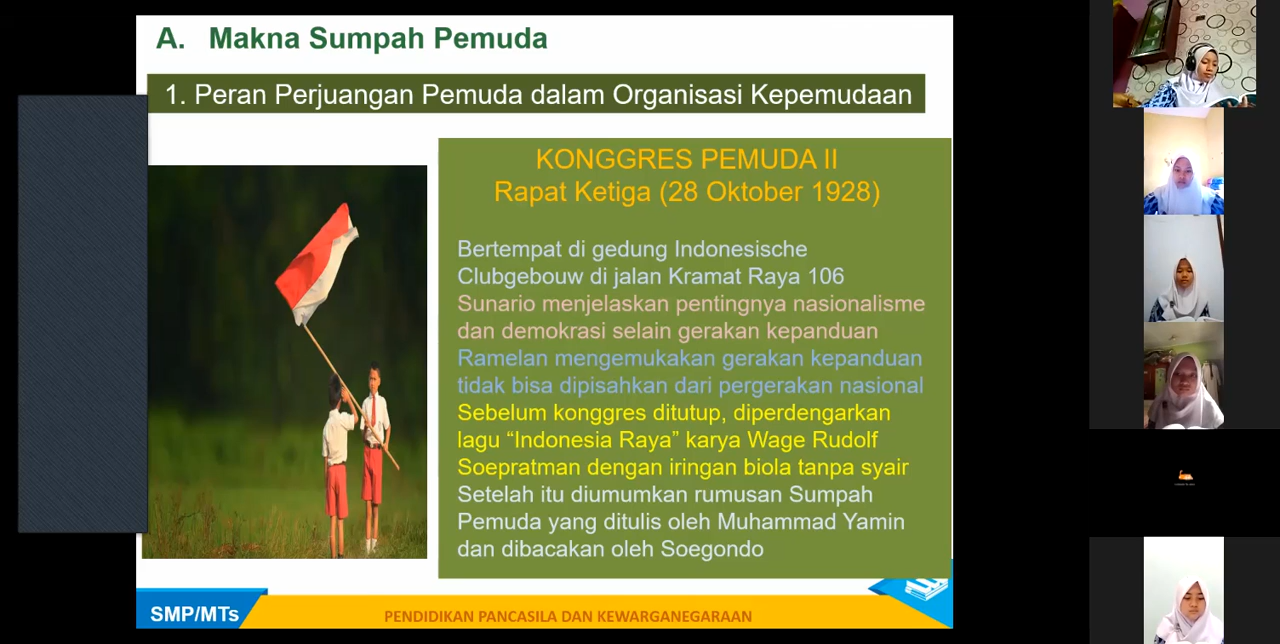 A. Makna Sumpah Pemuda
1. Peran Perjuangan Pemuda dalam Organisasi Kepemudaan
KONGGRES PEMUDA II
Rapat Ketiga (28 Oktober 1928)
Bertempat di gedung Indonesische
Clubgebouw di jalan Kramat Raya 106
Sunario menjelaskan pentingnya nasionalisme
dan demokrasi selain gerakan kepanduan
Ramelan mengemukakan gerakan kepanduan
tidak bisa dipisahkan dari pergerakan nasional
Sebelum konggres ditutup, diperdengarkan
lagu “Indonesia Raya” karya Wage Rudolf
Soepratman dengan iringan biola tanpa syair
Setelah itu diumumkan rumusan Sumpah
Pemuda yang ditulis oleh Muhammad Yamin
dan dibacakan oleh Soegondo
SMP/MTs
PENDIDIKAN PANCASILA DAN KEWARGANEGARAAN